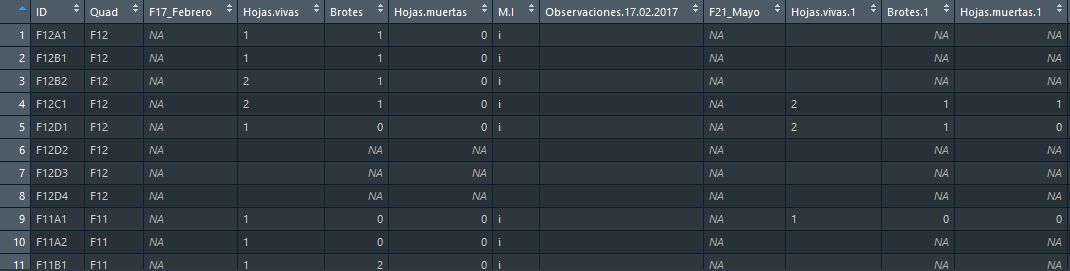 ID Quad F17_Febrero Hojas.vivas Brotes Hojas.muertas M.I Observaciones.17.02.2017 F21_Mayo Hojas.vivas.1 Brotes.1 Hojas.muertas.1
1 F12A1 F12 NA 1 1 0 i NA NA NA
2 F12B1 F12 NA 1 1 0 i NA NA NA
3 F12B2 F12 NA 2 1 0 i NA NA NA
4 F12C1 F12 NA 2 1 0 i NA 2 1 1
5 F12D1 F12 NA 1 0 0 i NA 2 1 0
6 F12D2 F12 NA NA NA NA NA NA
7 F12D3 F12 NA NA NA NA NA NA
8 F12D4 F12 NA NA NA NA NA NA
9 F11A1 F11 NA 1 0 0 i NA 1 0 0
10 F11A2 F11 NA 1 0 0 i NA NA NA
11 F11B1 F11 NA 1 2 0 i NA NA NA